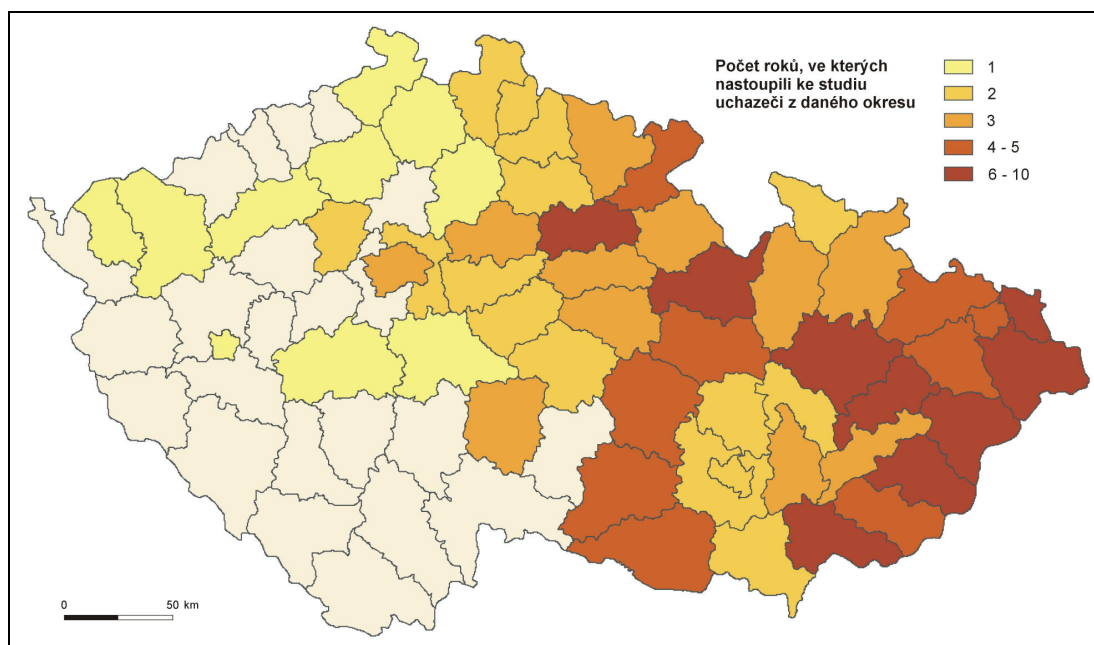 Počet roků, ve kterých
nastoupili ke studiu
uchazeči z daného okresu
1
2
3
4 - 5
6 - 10
0 50 km